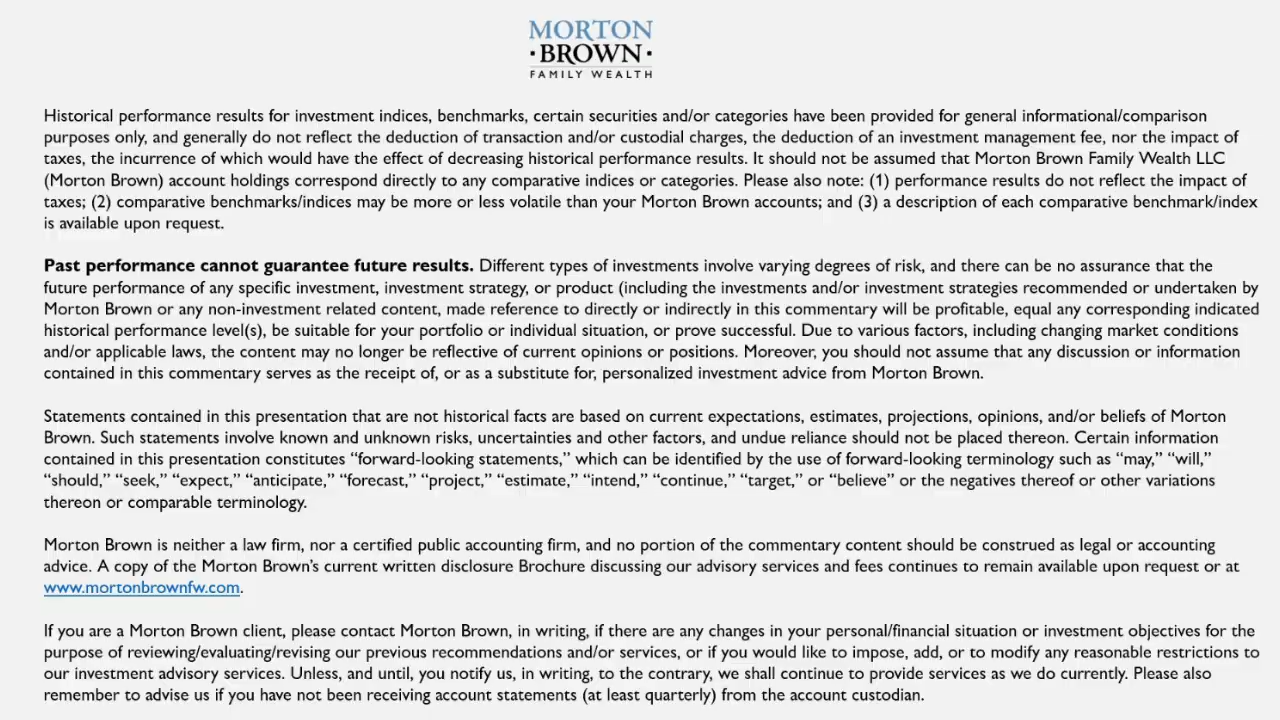 MORTON
·BROWN·
FAMILY WEALTH
Historical performance results for investment indices, benchmarks, certain securities and/or categories have been provided for general informational/comparison
purposes only, and generally do not reflect the deduction of transaction and/or custodial charges, the deduction of an investment management fee, nor the impact of
taxes, the incurrence of which would have the effect of decreasing historical performance results. It should not be assumed that Morton Brown Family Wealth LLC
(Morton Brown) account holdings correspond directly to any comparative indices or categories. Please also note: (1) performance results do not reflect the impact of
taxes; (2) comparative benchmarks/indices may be more or less volatile than your Morton Brown accounts; and (3) a description of each comparative benchmark/index
is available upon request.
Past performance cannot guarantee future results. Different types of investments involve varying degrees of risk, and there can be no assurance that the
future performance of any specific investment, investment strategy, or product (including the investments and/or investment strategies recommended or undertaken by
Morton Brown or any non-investment related content, made reference to directly or indirectly in this commentary will be profitable, equal any corresponding indicated
historical performance level(s), be suitable for your portfolio or individual situation, or prove successful. Due to various factors, including changing market conditions
and/or applicable laws, the content may no longer be reflective of current opinions or positions. Moreover, you should not assume that any discussion or information
contained in this commentary serves as the receipt of, or as a substitute for, personalized investment advice from Morton Brown.
Statements contained in this presentation that are not historical facts are based on current expectations, estimates, projections, opinions, and/or beliefs of Morton
Brown. Such statements involve known and unknown risks, uncertainties and other factors, and undue reliance should not be placed thereon. Certain information
contained in this presentation constitutes “forward-looking statements,” which can be identified by the use of forward-looking terminology such as “may,” “will,”
“should,” “seek,” “expect,” “anticipate,” “forecast,” “project,” “estimate,” “intend,” “continue,” “target,” or “believe” or the negatives thereof or other variations
thereon or comparable terminology.
Morton Brown is neither a law firm, nor a certified public accounting firm, and no portion of the commentary content should be construed as legal or accounting
advice. A copy of the Morton Brown’s current written disclosure Brochure discussing our advisory services and fees continues to remain available upon request or at
www.mortonbrownfw.com.
If you are a Morton Brown client, please contact Morton Brown, in writing, if there are any changes in your personal/financial situation or investment objectives for the
purpose of reviewing/evaluating/revising our previous recommendations and/or services, or if you would like to impose, add, or to modify any reasonable restrictions to
our investment advisory services. Unless, and until, you notify us, in writing, to the contrary, we shall continue to provide services as we do currently. Please also
remember to advise us if you have not been receiving account statements (at least quarterly) from the account custodian.